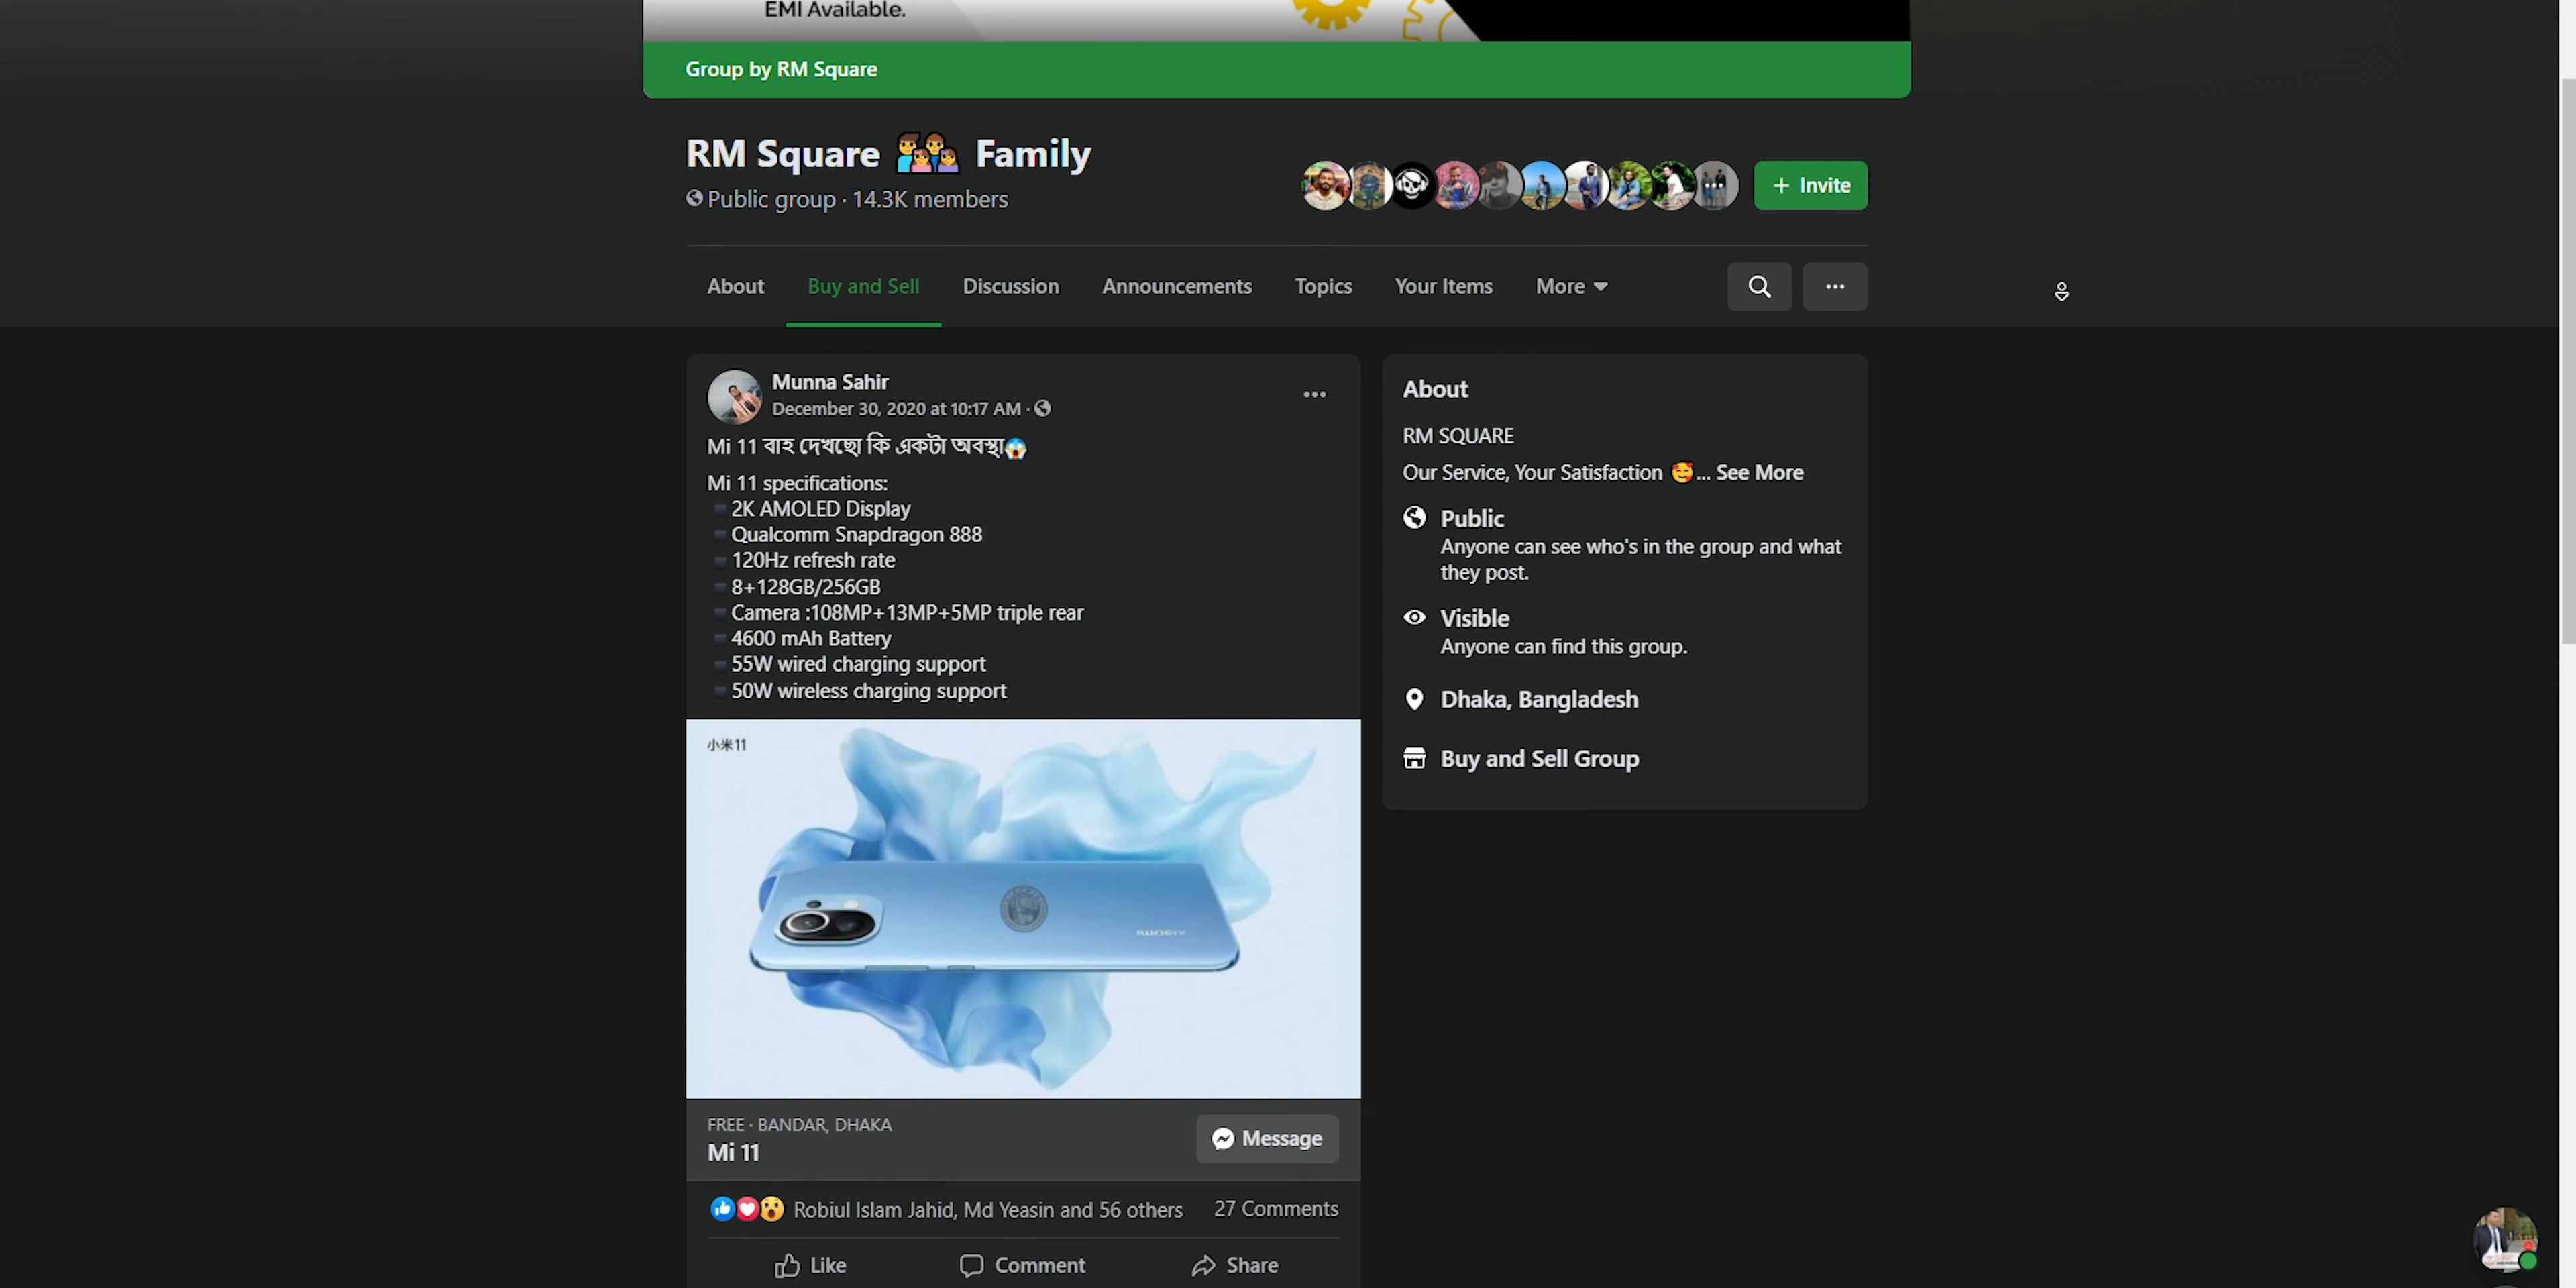 EMI Available.
Group by RM Square
RM Square 👨‍👩‍👧‍👦 Family
Public group · 14.3K members
+ Invite
About Buy and Sell Discussion Announcements Topics Your Items More
Munna Sahir
December 30, 2020 at 10:17 AM ·
Mi 11 বাহ দেখছো কি একটা অবস্থা😱
Mi 11 specifications:
▪️2K AMOLED Display
▪️Qualcomm Snapdragon 888
▪️120Hz refresh rate
▪️8+128GB/256GB
▪️Camera :108MP+13MP+5MP triple rear
▪️4600 mAh Battery
▪️55W wired charging support
▪️50W wireless charging support
小米11
XIAOMI
FREE · BANDAR, DHAKA
Mi 11
Message
Robiul Islam Jahid, Md Yeasin and 56 others
27 Comments
Like Comment Share
About
RM SQUARE
Our Service, Your Satisfaction 🥰... See More
Public
Anyone can see who's in the group and what
they post.
Visible
Anyone can find this group.
Dhaka, Bangladesh
Buy and Sell Group